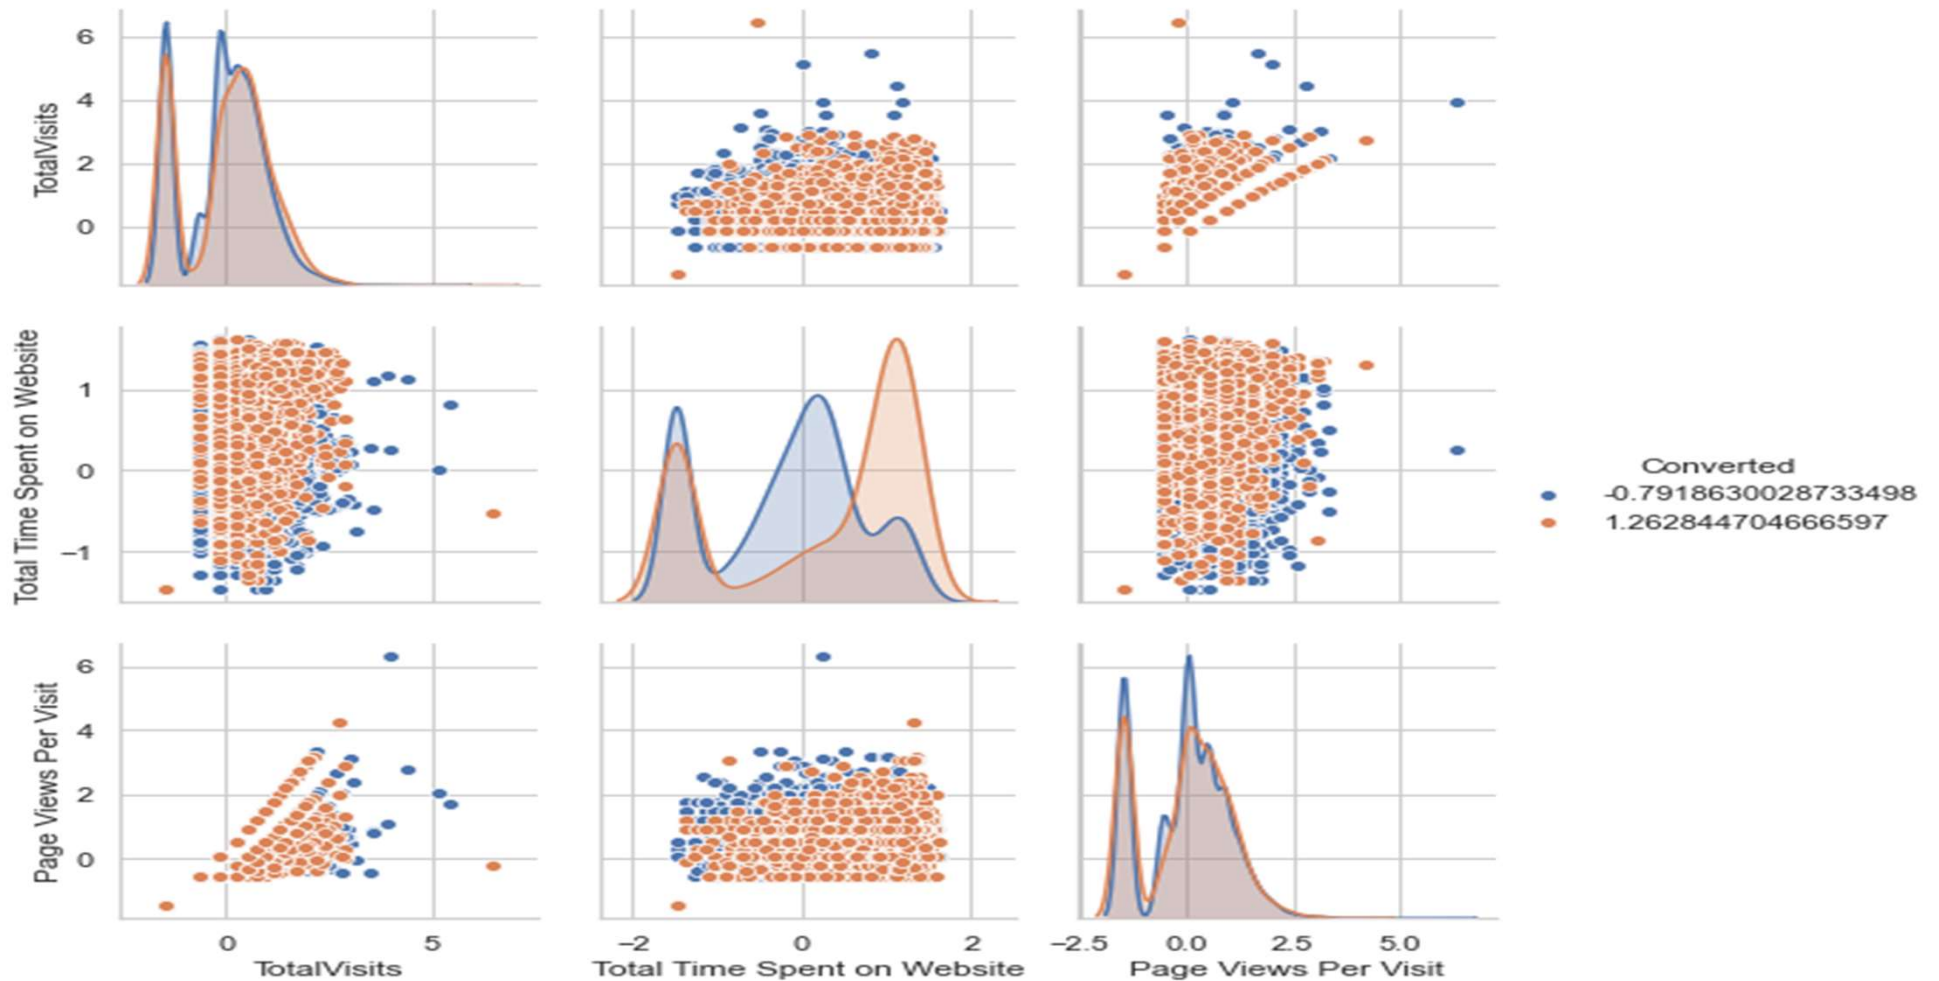 6
4
2
0
TotalVisits
1
0
−1
Total Time Spent on Website
6
4
2
0
Page Views Per Visit
0 5
TotalVisits
−2 0 2
Total Time Spent on Website
−2.5 0.0 2.5 5.0
Page Views Per Visit
Converted
-0.7918630028733498
1.262844704666597